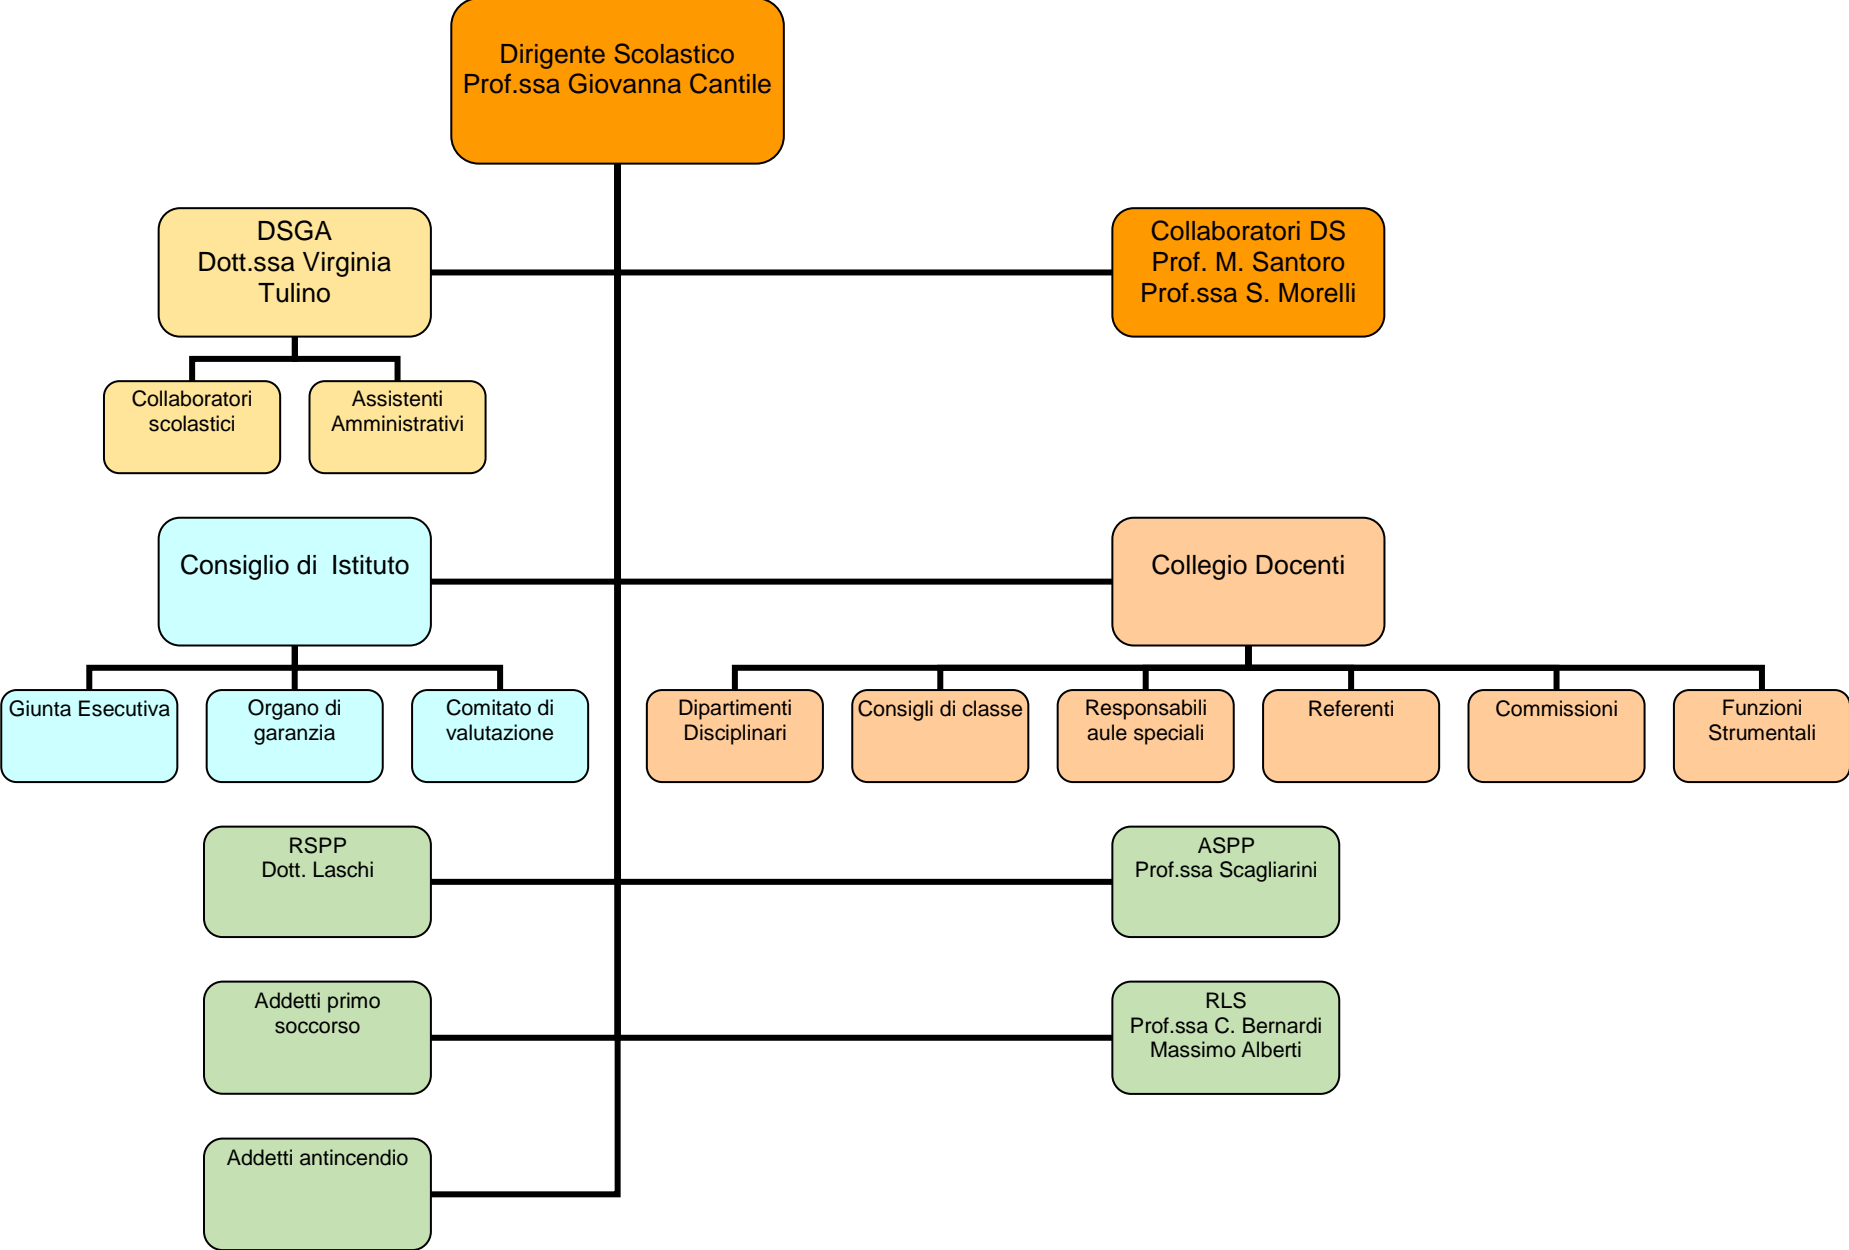 Dirigente Scolastico
Prof.ssa Giovanna Cantile
DSGA
Dott.ssa Virginia
Tulino
Collaboratori DS
Prof. M. Santoro
Prof.ssa S. Morelli
Collaboratori
scolastici
Assistenti
Amministrativi
Consiglio di  Istituto
Collegio Docenti
Giunta Esecutiva
Organo di
garanzia
Comitato di
valutazione
Dipartimenti
Disciplinari
Consigli di classe
Responsabili
aule speciali
Referenti
Commissioni
Funzioni
Strumentali
RSPP
Dott. Laschi
ASPP
Prof.ssa Scagliarini
Addetti primo
soccorso
RLS
Prof.ssa C. Bernardi
Massimo Alberti
Addetti antincendio